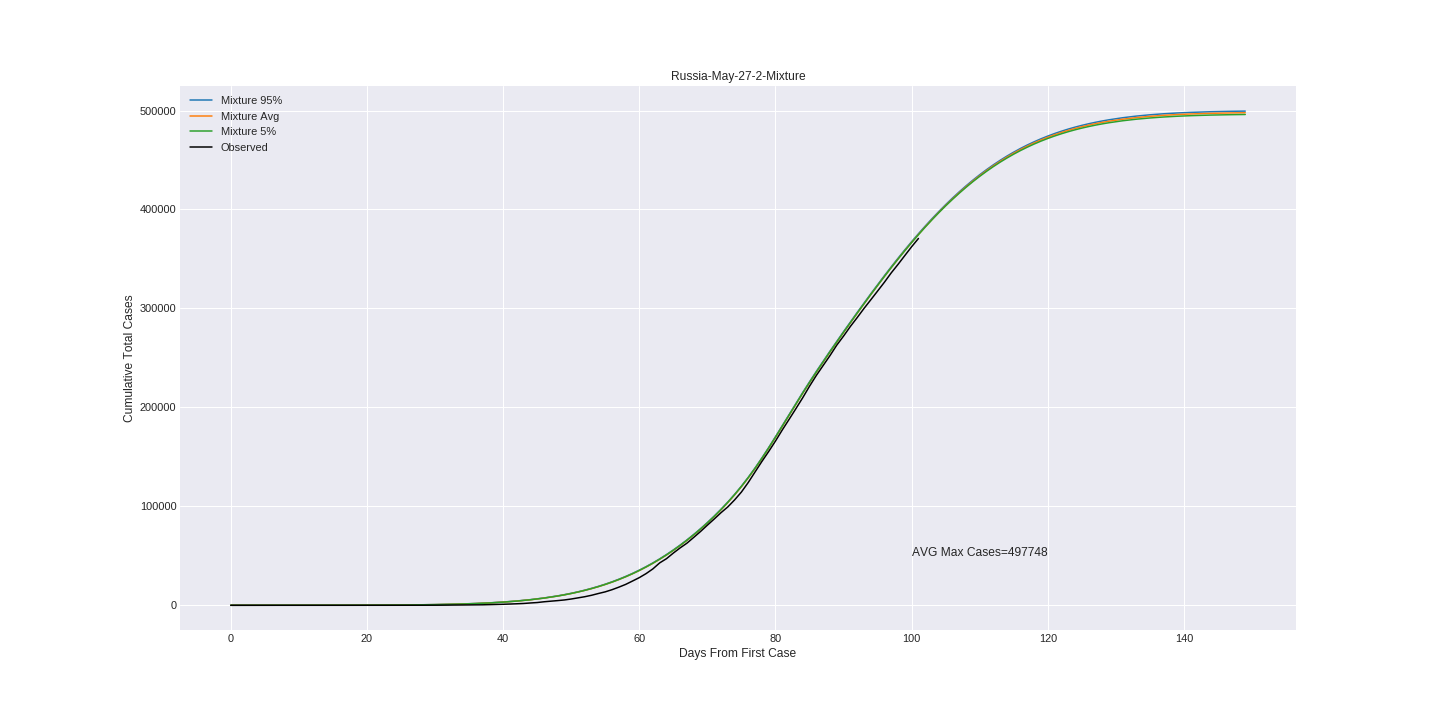 Russia-May-27-2-Mixture
Mixture 95%
Mixture Avg
Mixture 5%
Observed
500000
400000
300000
200000
100000
0
Cumulative Total Cases
AVG Max Cases=497748
0 20 40 60 80 100 120 140
Days From First Case